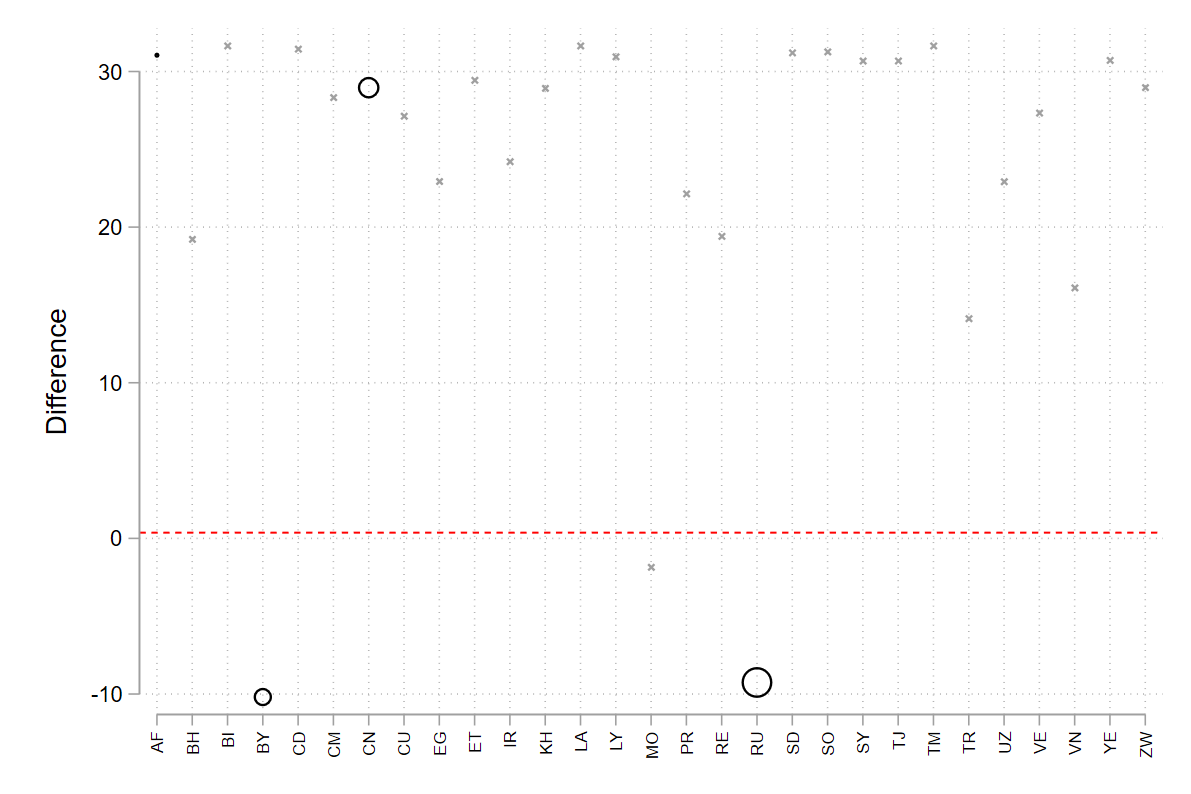 Difference
30
20
10
0
-10
AF BH BI BY CD CM CN CU EG ET IR KH LA LY MO PR RE RU SD SO SY TJ TM TR UZ VE VN YE ZW